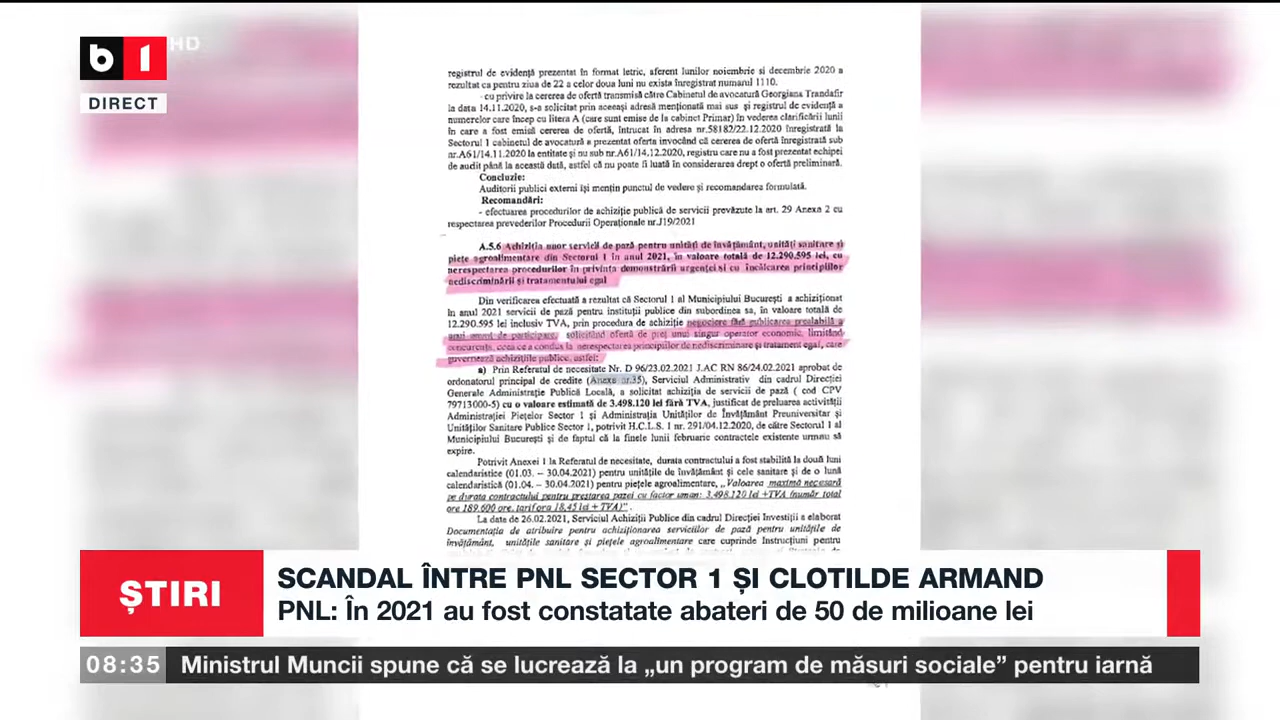 b 1 HD
DIRECT
registrul de evidență prezentat în format letric, aferent lunilor noiembrie si decembrie 2020 a
rezultat ca pentru ziua de 22 a celor doua luni nu exista înregistrat numarul 1110.
- cu privire la cererea de ofertă transmisă către Cabinetul de avocatură Georgiana Trandafir
la data 14.11.2020, s-a solicitat prin aceeași adresă menționată mai sus și registrul de evidență a
numerelor care încep cu litera A (care sunt emise de la cabinet Primar) în vederea clarificării lunii
în care a fost emisă cererea de ofertă, întrucat în adresa nr.58182/22.12.2020 înregistrată la
Sectorul 1 cabinetul de avocatură a prezentat oferta invocând că cererea de ofertă înregistrată sub
nr.A61/14.11.2020 la entitate și nu sub nr.A61/14.12.2020, registru care nu a fost prezentat echipei
de audit până la această dată, astfel că nu poate fi luată în considerarea drept o ofertă preliminară.
Concluzie:
Auditorii publici externi își mențin punctul de vedere și recomandarea formulată.
Recomandări:
- efectuarea procedurilor de achiziție publică de servicii prevăzute la art. 29 Anexa 2 cu
respectarea prevederilor Procedurii Operaționale nr.J19/2021
A.5.6 Achiziția unor servicii de pază pentru unități de învățământ, unități sanitare și
piețe agroalimentare din Sectorul 1 în anul 2021, în valoare totală de 12.290.595 lei, cu
nerespectarea procedurilor în privința demonstrării urgenței și cu încălcarea principiilor
nediscriminării și tratamentului egal
Din verificarea efectuată a rezultat că Sectorul 1 al Municipiului București a achiziționat
în anul 2021 servicii de pază pentru instituții publice din subordinea sa, în valoare totală de
12.290.595 lei inclusiv TVA, prin procedura de achiziție negociere fără publicarea prealabilă a
unui anunț de participare, solicitând ofertă de preț unui singur operator economic, limitând
concurența, ceea ce a condus la nerespectarea principiilor de nediscriminare și tratament egal, care
guvernează achizițiile publice, astfel:
a) Prin Referatul de necesitate Nr. D 96/23.02.2021 J.AC RN 86/24.02.2021 aprobat de
ordonatorul principal de credite (Anexa nr.35), Serviciul Administrativ din cadrul Direcției
Generale Administrație Publică Locală, a solicitat achiziția de servicii de pază ( cod CPV
79713000-5) cu o valoare estimată de 3.498.120 lei fără TVA, justificat de preluarea activității
Administrației Piețelor Sector 1 și Administrația Unităților de Învățământ Preuniversitar și
Unităților Sanitare Publice Sector 1, potrivit H.C.L.S. 1 nr. 291/04.12.2020, de către Sectorul 1 al
Municipiului București și de faptul că la finele lunii februarie contractele existente urmau să
expire.
Potrivit Anexei 1 la Referatul de necesitate, durata contractului a fost stabilită la două luni
calendaristice (01.03. – 30.04.2021) pentru unitățile de învățământ și cele sanitare și de o lună
calendaristică (01.04. – 30.04.2021) pentru piețele agroalimentare, „Valoarea maximă necesară
pe durata contractului pentru prestarea pazei cu factor uman: 3.498.120 lei +TVA (număr total
ore 189.600 ore, tarif ora 18,45 lei + TVA)".
La data de 26.02.2021, Serviciul Achiziții Publice din cadrul Direcției Investiții a elaborat
Documentația de atribuire pentru achiziționarea serviciilor de pază pentru unitățile de
învățământ, unitățile sanitare și piețele agroalimentare care cuprinde Instrucțiuni pentru
ȘTIRI
SCANDAL ÎNTRE PNL SECTOR 1 ȘI CLOTILDE ARMAND
PNL: În 2021 au fost constatate abateri de 50 de milioane lei
08:35 Ministrul Muncii spune că se lucrează la „un program de măsuri sociale” pentru iarnă